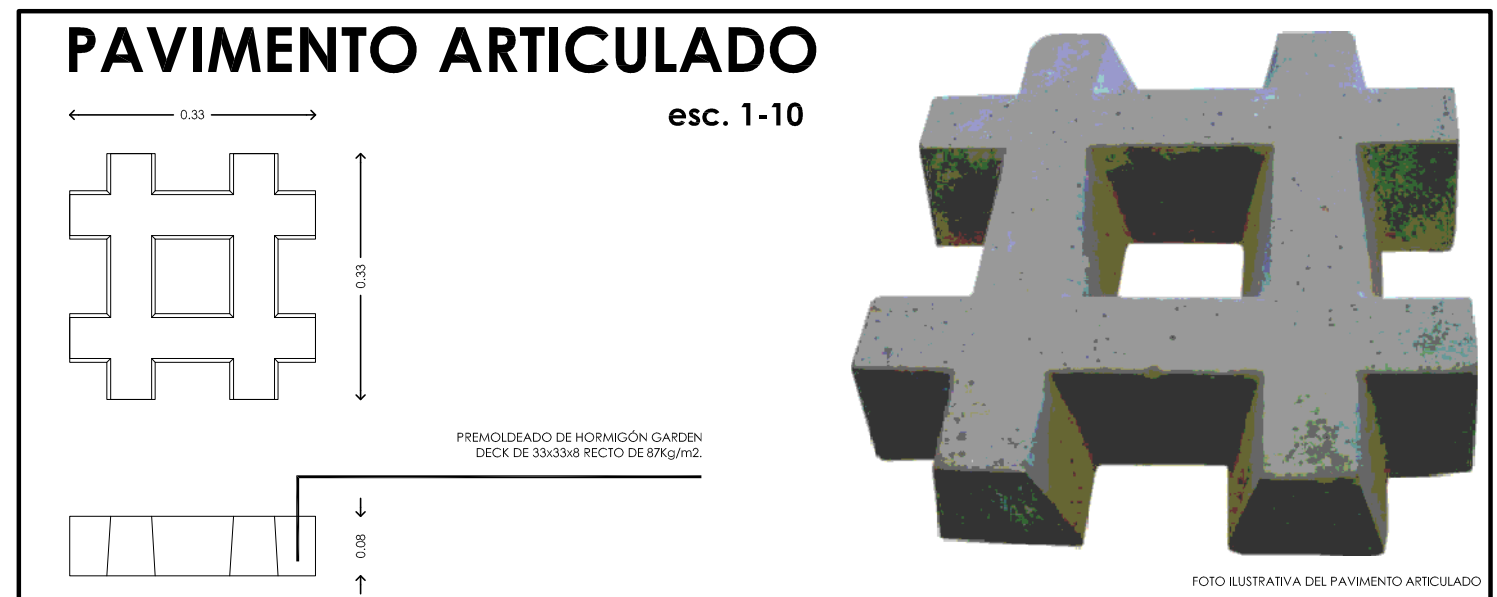 PAVIMENTO ARTICULADO
esc. 1-10
0.33
0.33
PREMOLDEADO DE HORMIGÓN GARDEN
DECK DE 33x33x8 RECTO DE 87Kg/m2.
0.08
FOTO ILUSTRATIVA DEL PAVIMENTO ARTICULADO